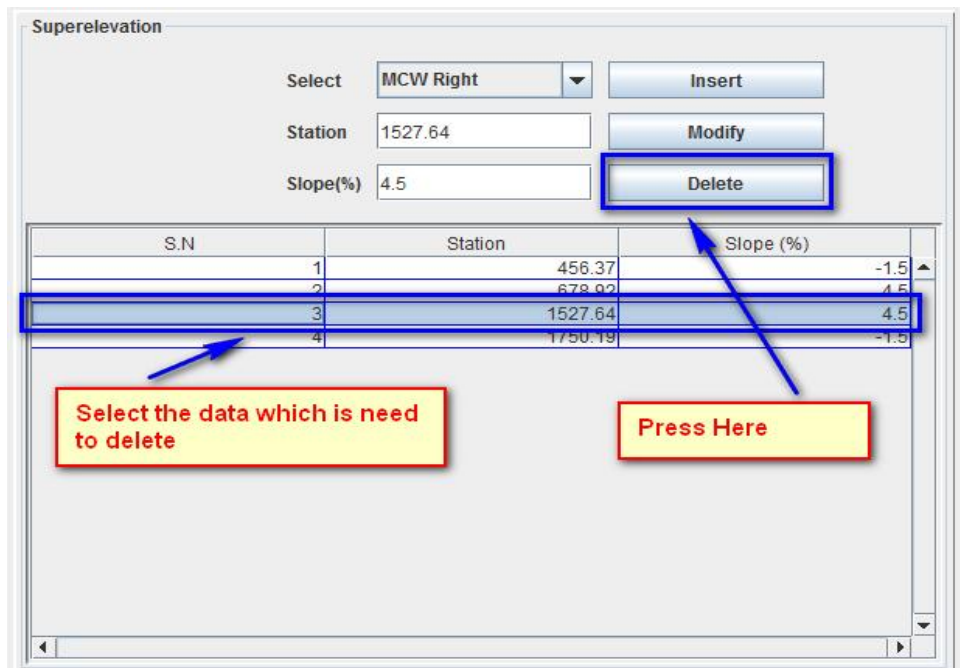 Superelevation
Select MCW Right Insert
Station 1527.64 Modify
Slope(%) 4.5 Delete
S.N Station Slope (%)
1 456.37 -1.5
2 678.92 4.5
3 1527.64 4.5
4 1750.19 -1.5
Select the data which is need
to delete
Press Here